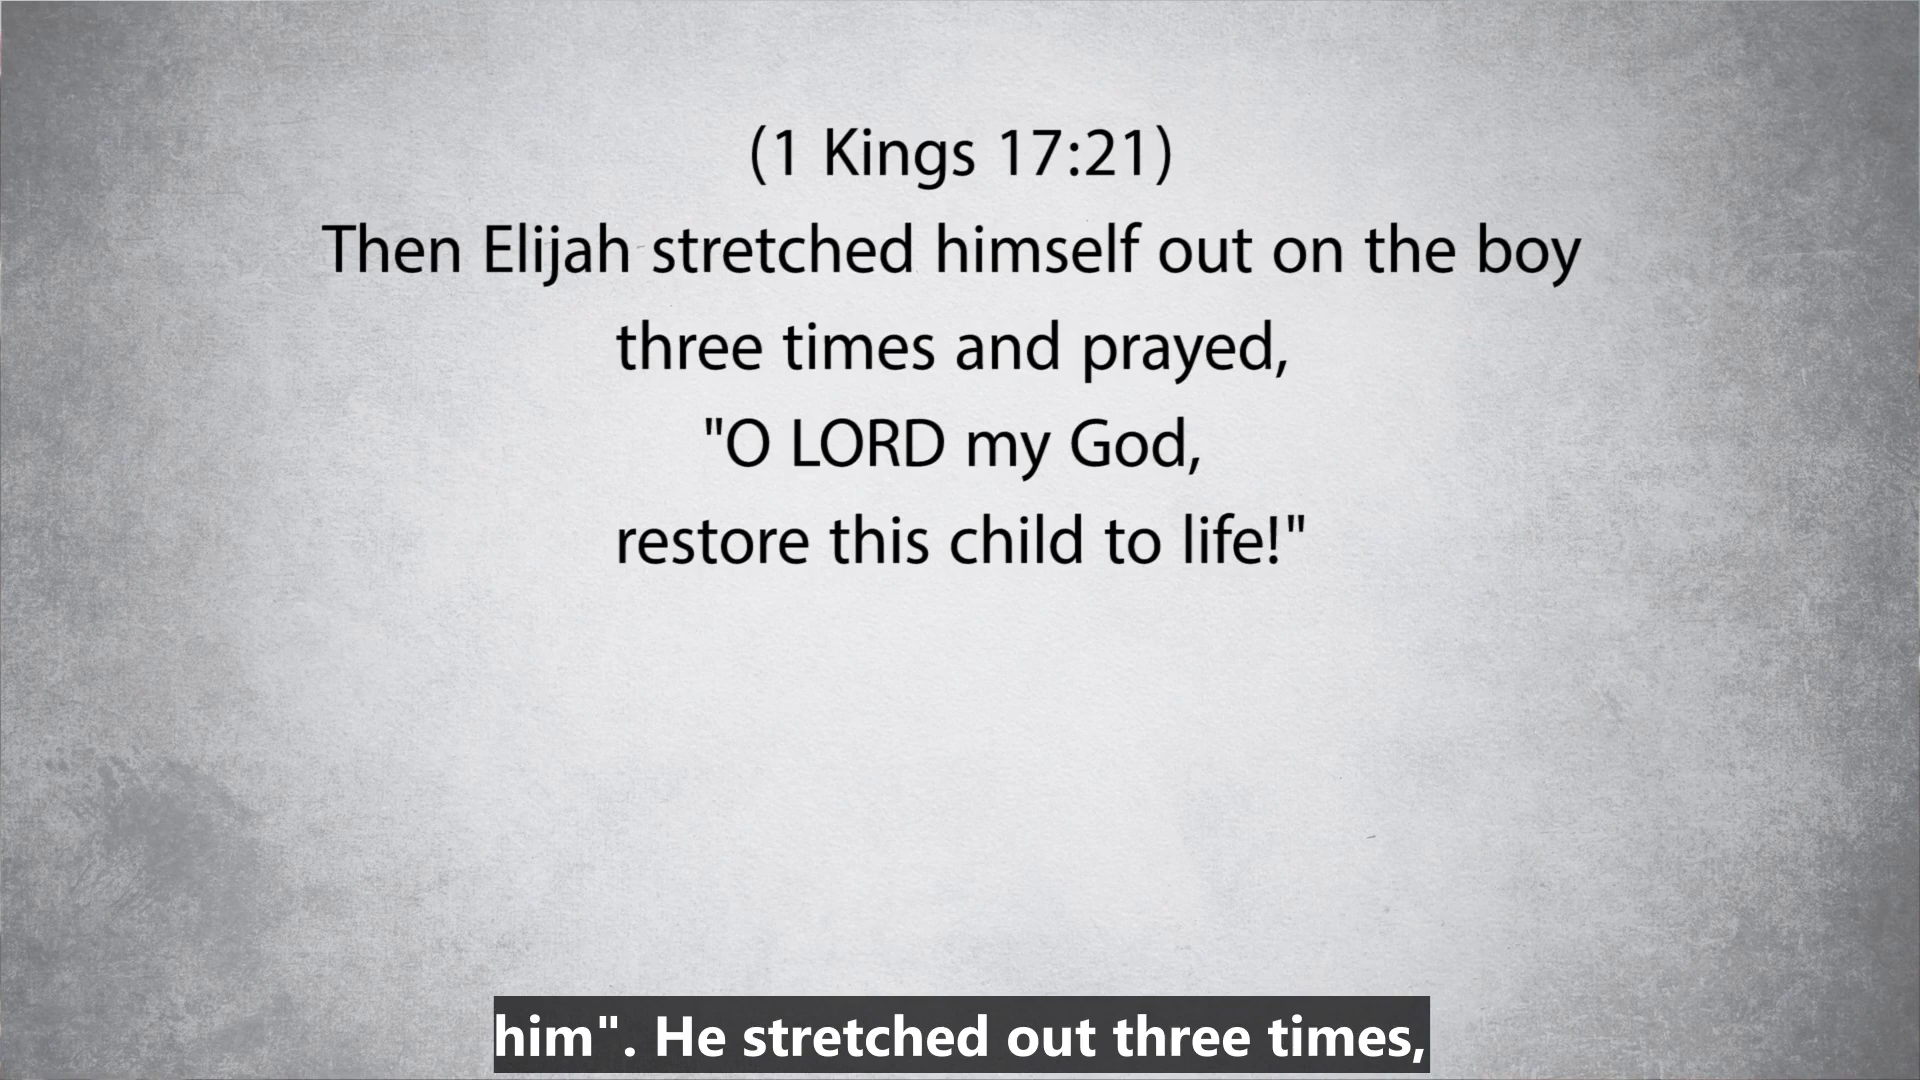 (1 Kings 17:21)
Then Elijah stretched himself out on the boy
three times and prayed,
"O LORD my God,
restore this child to life!"
him". He stretched out three times,